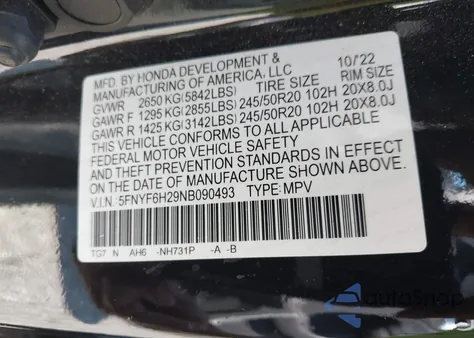 MFD. BY HONDA DEVELOPMENT & 10/'22
MANUFACTURING OF AMERICA, LLC
TIRE SIZE RIM SIZE
GVWR 2650 KG(5842LBS)
GAWR F 1295 KG(2855LBS) 245/50R20 102H 20X8.0J
GAWR R 1425 KG(3142LBS) 245/50R20 102H 20X8.0J
THIS VEHICLE CONFORMS TO ALL APPLICABLE
FEDERAL MOTOR VEHICLE SAFETY
AND THEFT PREVENTION STANDARDS IN EFFECT
ON THE DATE OF MANUFACTURE SHOWN ABOVE.
V.I.N. 5FNYF6H29NB090493 TYPE: MPV
TG7 N AH6 -NH731P -A -B
AutoSnap